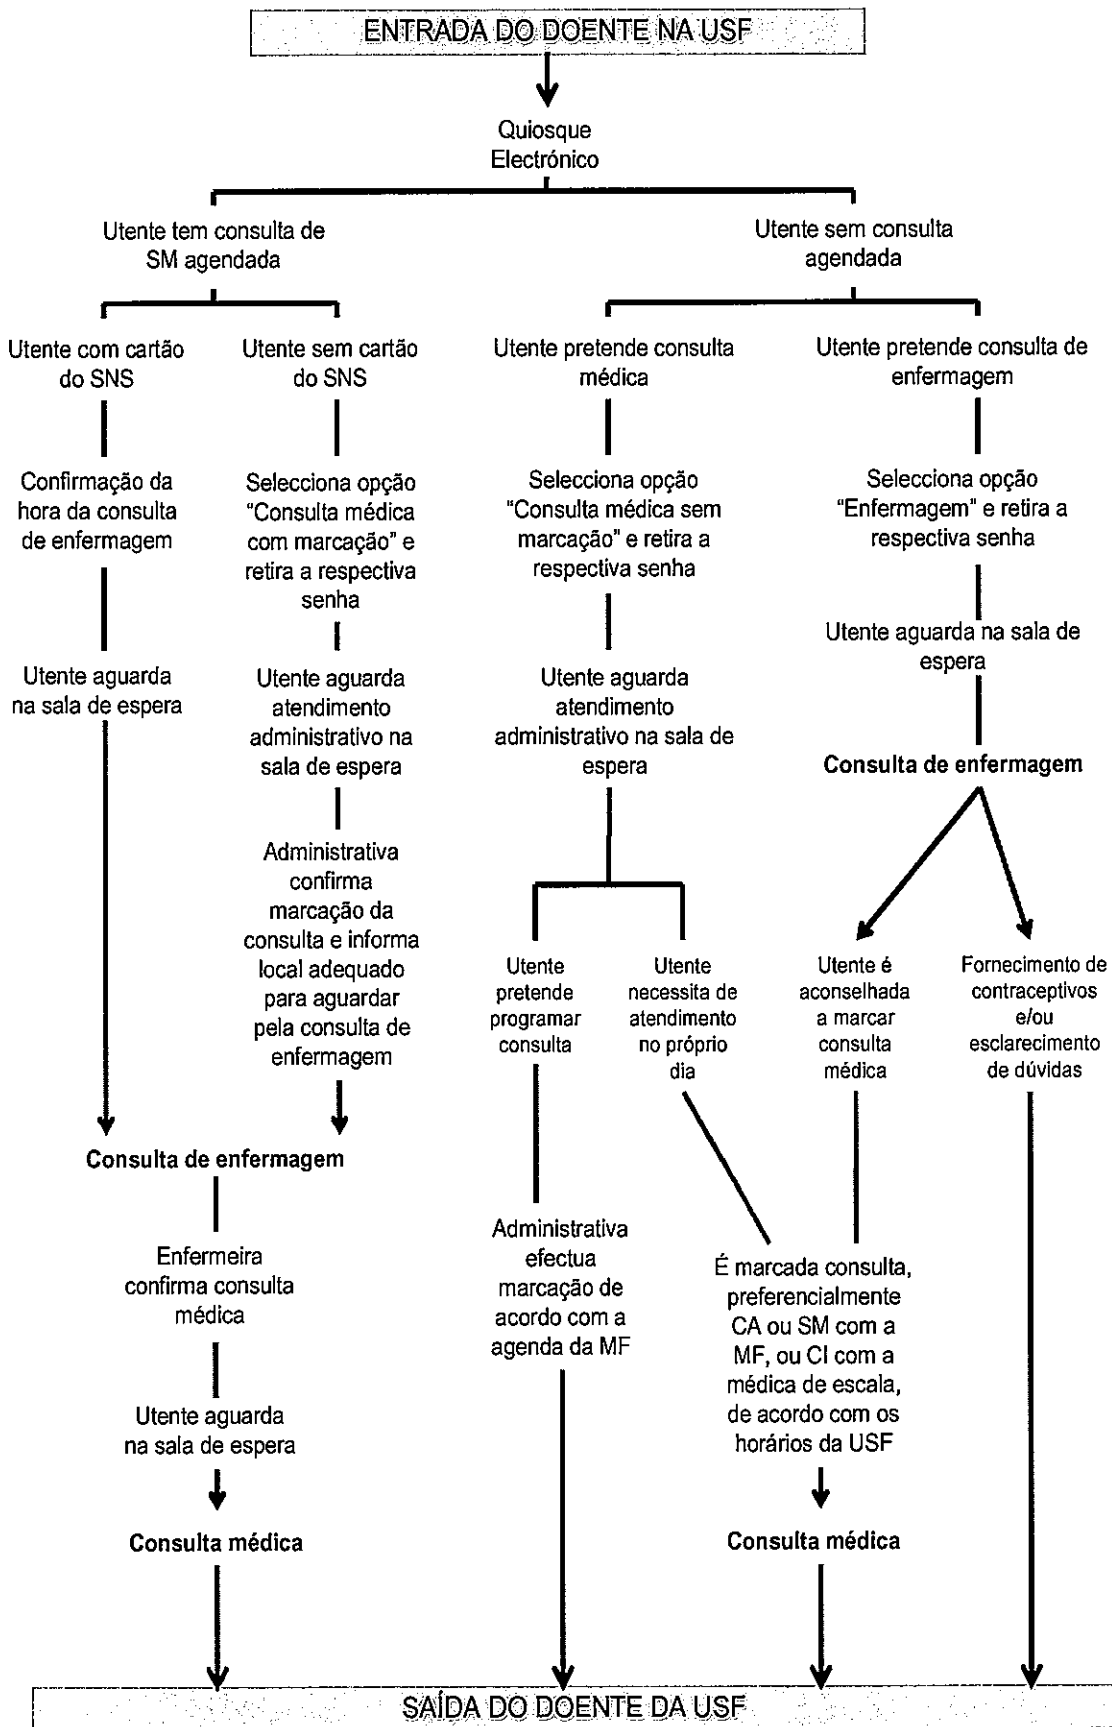 ENTRADA DO DOENTE NA USF
Quiosque
Electrónico
Utente tem consulta de
SM agendada
Utente sem consulta
agendada
Utente com cartão
do SNS
Utente sem cartão
do SNS
Utente pretende consulta
médica
Utente pretende consulta de
enfermagem
Confirmação da
hora da consulta
de enfermagem
Selecciona opção
"Consulta médica
com marcação" e
retira a respectiva
senha
Selecciona opção
"Consulta médica sem
marcação" e retira a
respectiva senha
Selecciona opção
"Enfermagem" e retira a
respectiva senha
Utente aguarda
na sala de espera
Utente aguarda
atendimento
administrativo na
sala de espera
Utente aguarda
atendimento
administrativo na sala de
espera
Utente aguarda na sala de
espera
Consulta de enfermagem
Administrativa
confirma
marcação da
consulta e informa
local adequado
para aguardar
pela consulta de
enfermagem
Utente
pretende
programar
consulta
Utente
necessita de
atendimento
no próprio
dia
Utente é
aconselhada
a marcar
consulta
médica
Fornecimento de
contraceptivos
e/ou
esclarecimento
de dúvidas
Consulta de enfermagem
Enfermeira
confirma consulta
médica
Administrativa
efectua
marcação de
acordo com a
agenda da MF
É marcada consulta,
preferencialmente
CA ou SM com a
MF, ou CI com a
médica de escala,
de acordo com os
horários da USF
Utente aguarda
na sala de espera
Consulta médica
Consulta médica
SAÍDA DO DOENTE DA USF